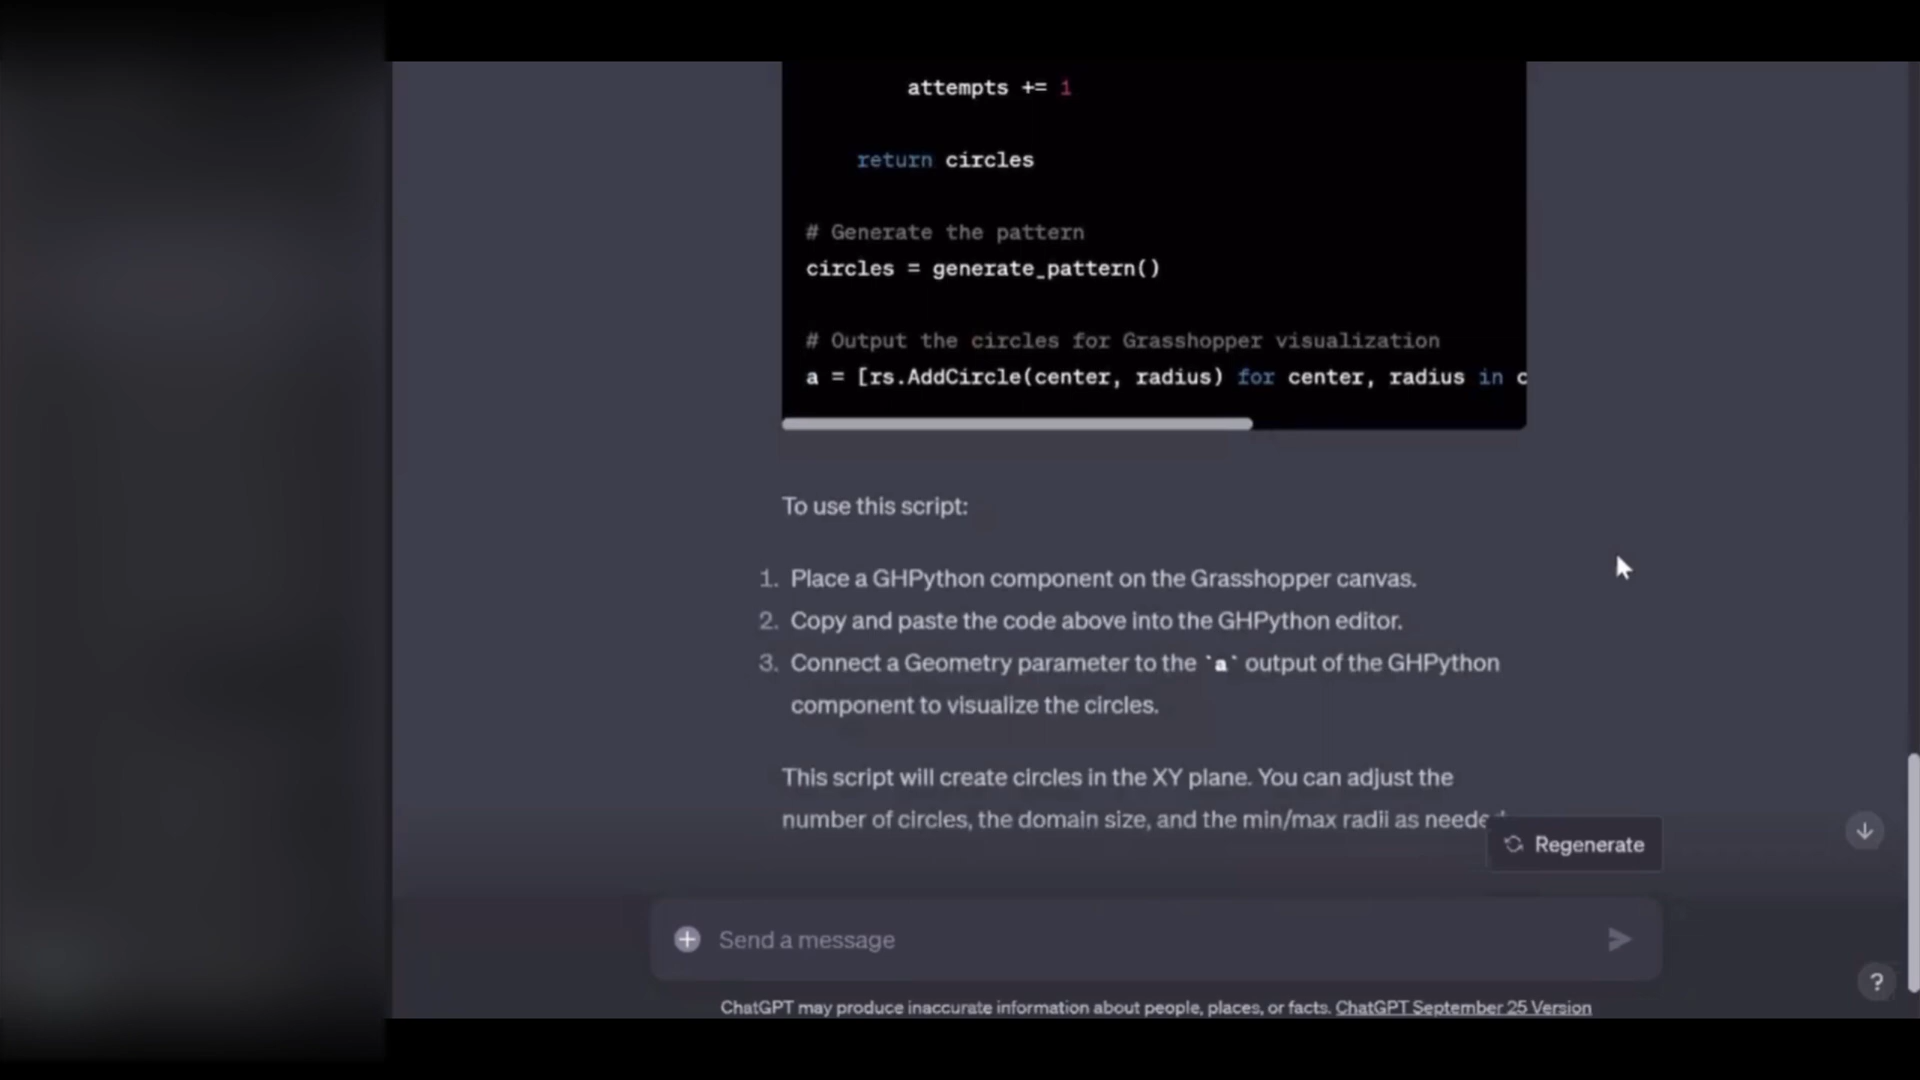 attempts += 1
return circles
# Generate the pattern
circles = generate_pattern()
# Output the circles for Grasshopper visualization
a = [rs.AddCircle(center, radius) for center, radius in c
To use this script:
1. Place a GHPython component on the Grasshopper canvas.
2. Copy and paste the code above into the GHPython editor.
3. Connect a Geometry parameter to the `a` output of the GHPython
component to visualize the circles.
This script will create circles in the XY plane. You can adjust the
number of circles, the domain size, and the min/max radii as needed.
Regenerate
Send a message
?
ChatGPT may produce inaccurate information about people, places, or facts. ChatGPT September 25 Version